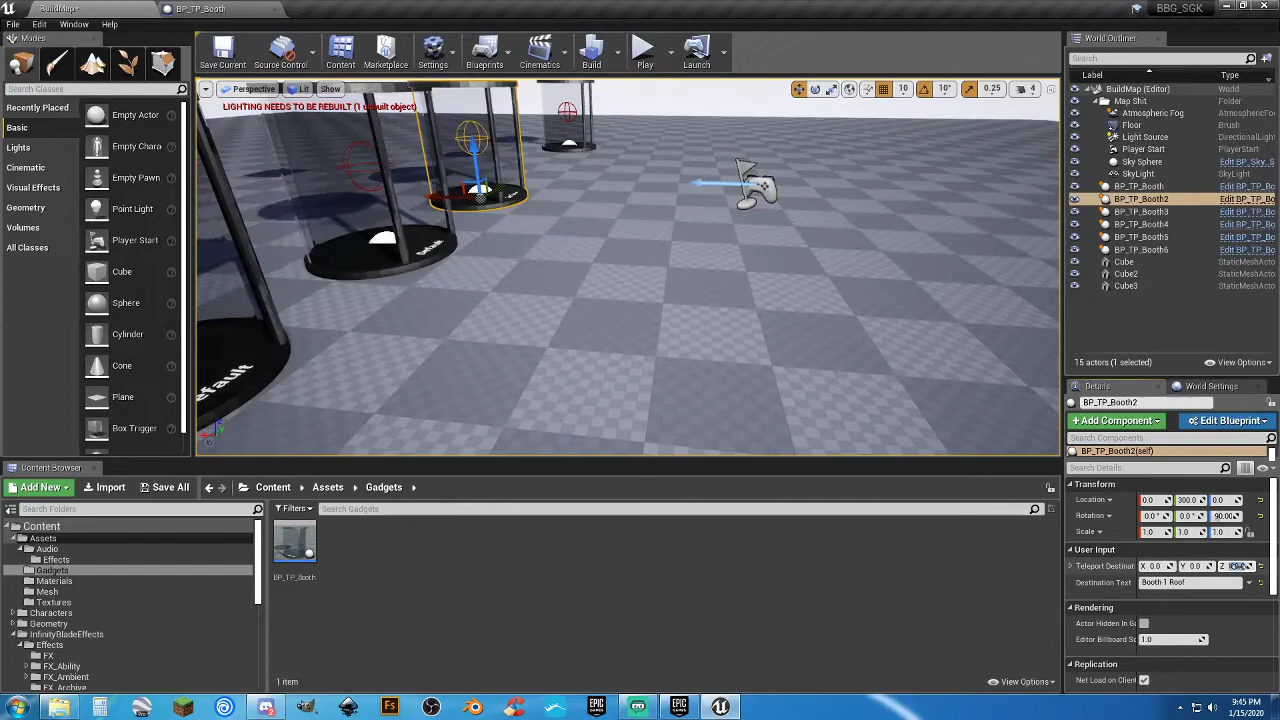 BuildMap*
BP_TP_Booth
BBG_SGK
File
Edit
Window
Help
Modes
Search Classes
Recently Placed
Basic
Lights
Cinematic
Visual Effects
Geometry
Volumes
All Classes
Empty Actor
Empty Chara
Empty Pawn
Point Light
Player Start
Cube
Sphere
Cylinder
Cone
Plane
Box Trigger
Save Current
Source Control
Content
Marketplace
Settings
Blueprints
Cinematics
Build
Play
Launch
Perspective
Lit
Show
10
10°
0.25
4
LIGHTING NEEDS TO BE REBUILT (1 unbuilt object)
efault
World Outliner
Search...
Label
Type
BuildMap (Editor)
World
Map Shit
Folder
Atmospheric Fog
AtmosphericF
Floor
Brush
Light Source
DirectionalLigh
Player Start
PlayerStart
Sky Sphere
Edit BP_Sky_S
SkyLight
SkyLight
BP_TP_Booth
Edit BP_TP_Bo
BP_TP_Booth2
Edit BP_TP_Bo
BP_TP_Booth3
Edit BP_TP_Bo
BP_TP_Booth4
Edit BP_TP_Bo
BP_TP_Booth5
Edit BP_TP_Bo
BP_TP_Booth6
Edit BP_TP_Bo
Cube
StaticMeshActo
Cube2
StaticMeshActo
Cube3
StaticMeshActo
15 actors (1 selected)
View Options
Details
World Settings
BP_TP_Booth2
Add Component
Edit Blueprint
Search Components
BP_TP_Booth2(self)
Search Details
Transform
Location
0.0
300.0
0.0
Rotation
0.0 °
0.0 °
90.00
Scale
1.0
1.0
1.0
User Input
Teleport Destinat
X 0.0
Y 0.0
Z
Destination Text
Booth 1 Roof
Rendering
Actor Hidden In G
Editor Billboard Sc
1.0
Replication
Net Load on Client
Content Browser
Add New
Import
Save All
Content
Assets
Gadgets
Search Folders
Filters
Search Gadgets
Content
Assets
Audio
Effects
Gadgets
Materials
Mesh
Textures
Characters
Geometry
InfinityBladeEffects
Effects
FX
FX_Ability
FX_Ambient
FX_Archive
BP_TP_Booth
1 item
View Options
9:45 PM
1/15/2020